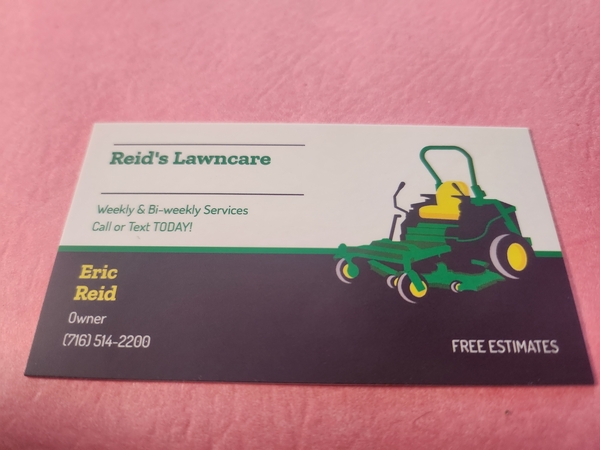 Reid's Lawncare
Weekly & Bi-weekly Services
Call or Text TODAY!
Eric
Reid
Owner
(716) 514-2200
FREE ESTIMATES